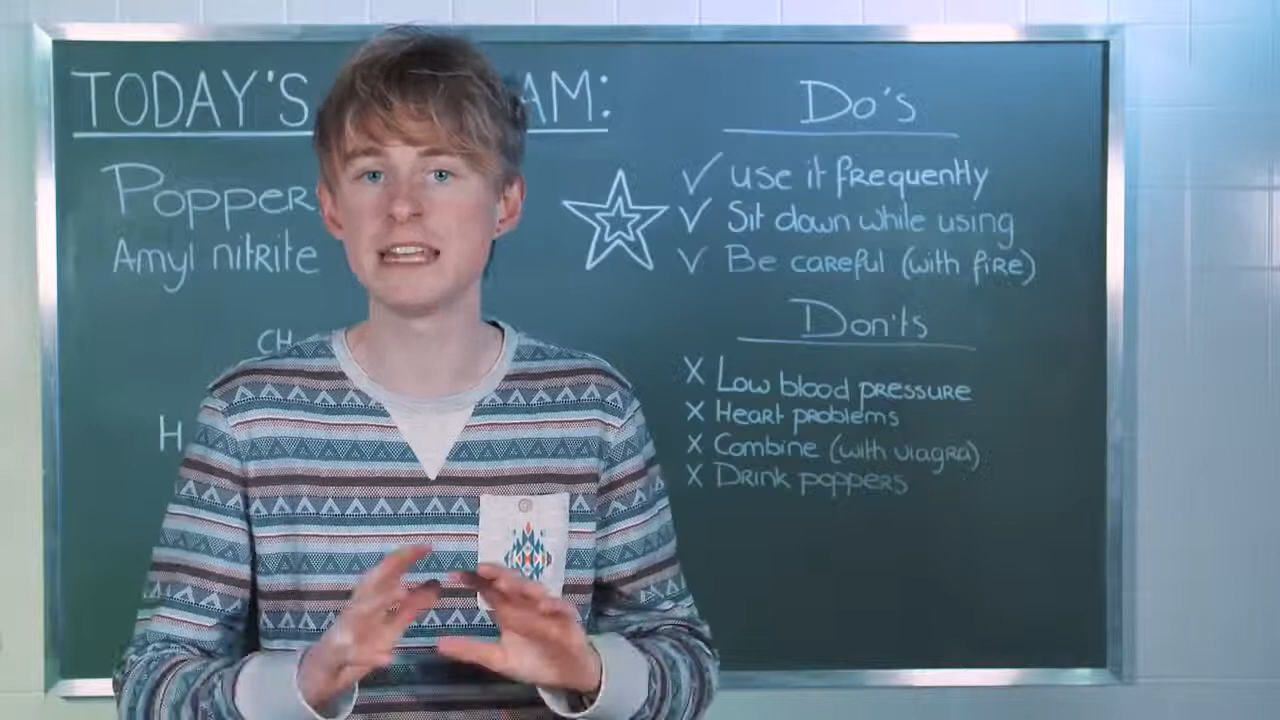 TODAY'S AM:
Popper
Amyl nitrite
CH
H
Do's
✓ use it frequently
✓ Sit down while using
✓ Be careful (with fire)
Don'ts
X Low blood pressure
X Heart problems
X Combine (with viagra)
X Drink poppers